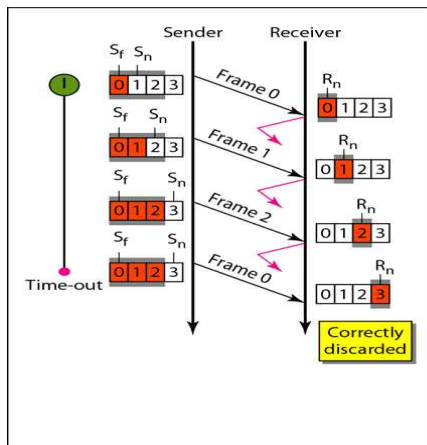 Sender
Receiver
I
Sf Sn
0 1 2 3
Frame 0
Rn
0 1 2 3
Sf Sn
0 1 2 3
Frame 1
Rn
0 1 2 3
Sf Sn
0 1 2 3
Frame 2
Rn
0 1 2 3
Sf Sn
0 1 2 3
Time-out
Frame 0
Rn
0 1 2 3
Correctly
discarded